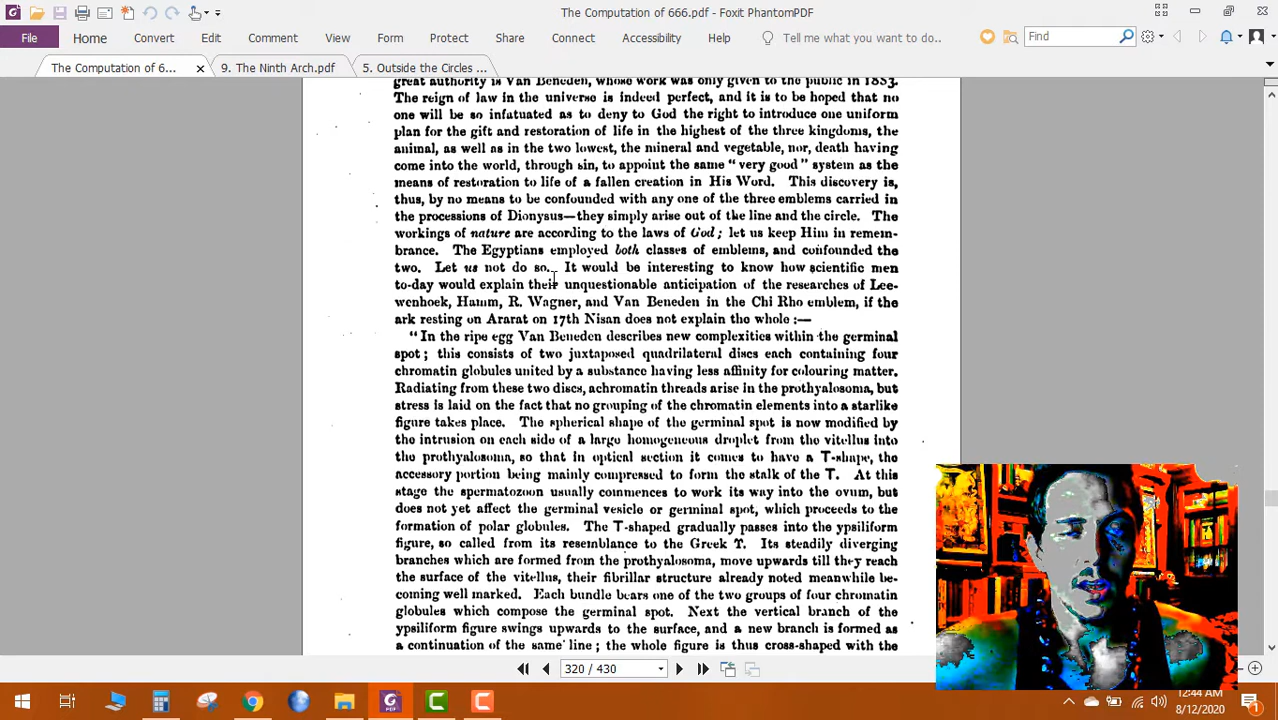 The Computation of 666.pdf - Foxit PhantomPDF
File Home Convert Edit Comment View Form Protect Share Connect Accessibility Help Tell me what you want to do.. Find
The Computation of 6... 9. The Ninth Arch.pdf 5. Outside the Circles ...
great authority is Van Beneden, whose work was only given to the public in 1883.
The reign of law in the universe is indeed perfect, and it is to be hoped that no
one will be so infatuated as to deny to God the right to introduce one uniform
plan for the gift and restoration of life in the highest of the three kingdoms, the
animal, as well as in the two lowest, the mineral and vegetable, nor, death having
come into the world, through sin, to appoint the same "very good" system as the
means of restoration to life of a fallen creation in His Word. This discovery is,
thus, by no means to be confounded with any one of the three emblems carried in
the processions of Dionysus—they simply arise out of the line and the circle. The
workings of nature are according to the laws of God; let us keep Him in remem-
brance. The Egyptians employed both classes of emblems, and confounded the
two. Let us not do so. It would be interesting to know how scientific men
to-day would explain their unquestionable anticipation of the researches of Lee-
wenhoek, Hamm, R. Wagner, and Van Beneden in the Chi Rho emblem, if the
ark resting on Ararat on 17th Nisan does not explain the whole :—
"In the ripe egg Van Beneden describes new complexities within the germinal
spot; this consists of two juxtaposed quadrilateral discs each containing four
chromatin globules united by a substance having less affinity for colouring matter.
Radiating from these two discs, achromatin threads arise in the prothyalosoma, but
stress is laid on the fact that no grouping of the chromatin elements into a starlike
figure takes place. The spherical shape of the germinal spot is now modified by
the intrusion on each side of a large homogeneous droplet from the vitellus into
the prothyalosoma, so that in optical section it comes to have a T-shape, the
accessory portion being mainly compressed to form the stalk of the T. At this
stage the spermatozoon usually commences to work its way into the ovum, but
does not yet affect the germinal vesicle or germinal spot, which proceeds to the
formation of polar globules. The T-shaped gradually passes into the ypsiliform
figure, so called from its resemblance to the Greek ϒ. Its steadily diverging
branches which are formed from the prothyalosoma, move upwards till they reach
the surface of the vitellus, their fibrillar structure already noted meanwhile be-
coming well marked. Each bundle bears one of the two groups of four chromatin
globules which compose the germinal spot. Next the vertical branch of the
ypsiliform figure swings upwards to the surface, and a new branch is formed as
a continuation of the same line; the whole figure is thus cross-shaped with the
320 / 430
12:44 AM
8/12/2020